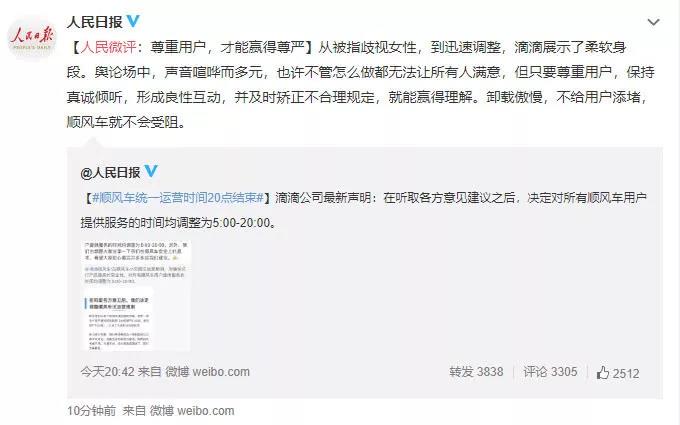 人民日报
PEOPLE'S DAILY
人民日报
【人民微评：尊重用户，才能赢得尊严】从被指歧视女性，到迅速调整，滴滴展示了柔软身
段。舆论场中，声音喧哗而多元，也许不管怎么做都无法让所有人满意，但只要尊重用户，保持
真诚倾听，形成良性互动，并及时矫正不合理规定，就能赢得理解。卸载傲慢，不给用户添堵，
顺风车就不会受阻。
@人民日报
【#顺风车统一运营时间20点结束#】滴滴公司最新声明：在听取各方意见建议之后，决定对所有顺风车用户
提供服务的时间均调整为5:00-20:00。
今天20:42 来自 微博 weibo.com
转发 3838 评论 3305 2512
10分钟前 来自 微博 weibo.com